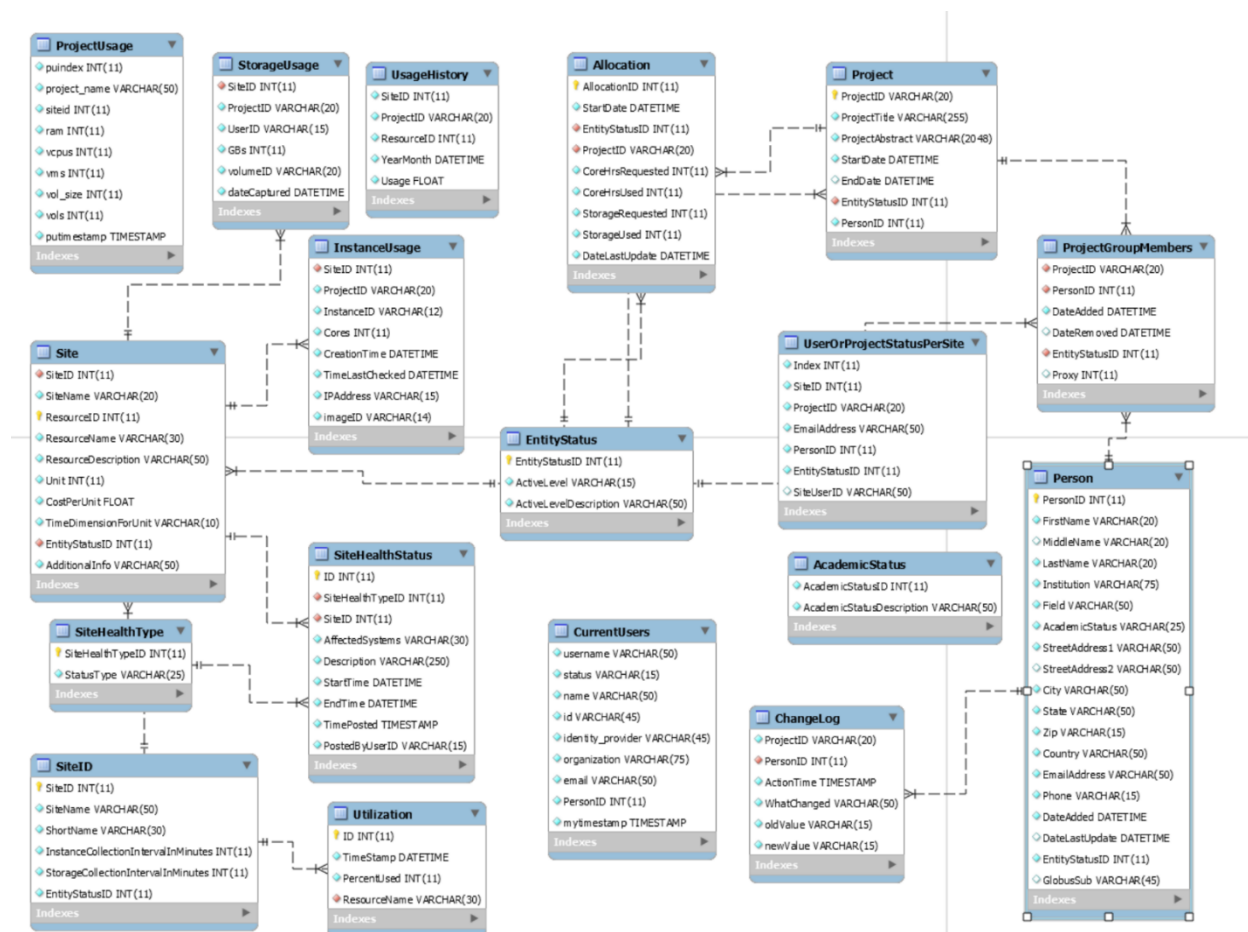 ProjectUsage
puindex INT(11)
project_name VARCHAR(50)
siteid INT(11)
ram INT(11)
vcpus INT(11)
vms INT(11)
vol_size INT(11)
vols INT(11)
putimestamp TIMESTAMP
Indexes
StorageUsage
SiteID INT(11)
ProjectID VARCHAR(20)
UserID VARCHAR(15)
GBs INT(11)
volumeID VARCHAR(20)
dateCaptured DATETIME
Indexes
UsageHistory
SiteID INT(11)
ProjectID VARCHAR(20)
ResourceID INT(11)
YearMonth DATETIME
Usage FLOAT
Indexes
Allocation
AllocationID INT(11)
StartDate DATETIME
EntityStatusID INT(11)
ProjectID VARCHAR(20)
CoreHrsRequested INT(11)
CoreHrsUsed INT(11)
StorageRequested INT(11)
StorageUsed INT(11)
DateLastUpdate DATETIME
Indexes
Project
ProjectID VARCHAR(20)
ProjectTitle VARCHAR(255)
ProjectAbstract VARCHAR(2048)
StartDate DATETIME
EndDate DATETIME
EntityStatusID INT(11)
PersonID INT(11)
Indexes
InstanceUsage
SiteID INT(11)
ProjectID VARCHAR(20)
InstanceID VARCHAR(12)
Cores INT(11)
CreationTime DATETIME
TimeLastChecked DATETIME
IPAddress VARCHAR(15)
imageID VARCHAR(14)
Indexes
ProjectGroupMembers
ProjectID VARCHAR(20)
PersonID INT(11)
DateAdded DATETIME
DateRemoved DATETIME
EntityStatusID INT(11)
Proxy INT(11)
Indexes
Site
SiteID INT(11)
SiteName VARCHAR(20)
ResourceID INT(11)
ResourceName VARCHAR(30)
ResourceDescription VARCHAR(50)
Unit INT(11)
CostPerUnit FLOAT
TimeDimensionForUnit VARCHAR(10)
EntityStatusID INT(11)
AdditionalInfo VARCHAR(50)
Indexes
UserOrProjectStatusPerSite
Index INT(11)
SiteID INT(11)
ProjectID VARCHAR(20)
EmailAddress VARCHAR(50)
PersonID INT(11)
EntityStatusID INT(11)
SiteUserID VARCHAR(50)
Indexes
EntityStatus
EntityStatusID INT(11)
ActiveLevel VARCHAR(15)
ActiveLevelDescription VARCHAR(50)
Indexes
Person
PersonID INT(11)
FirstName VARCHAR(20)
MiddleName VARCHAR(20)
LastName VARCHAR(20)
Institution VARCHAR(75)
Field VARCHAR(50)
AcademicStatus VARCHAR(25)
StreetAddress1 VARCHAR(50)
StreetAddress2 VARCHAR(50)
City VARCHAR(50)
State VARCHAR(50)
Zip VARCHAR(15)
Country VARCHAR(50)
EmailAddress VARCHAR(50)
Phone VARCHAR(15)
DateAdded DATETIME
DateLastUpdate DATETIME
EntityStatusID INT(11)
GlobusSub VARCHAR(45)
Indexes
SiteHealthStatus
ID INT(11)
SiteHealthTypeID INT(11)
SiteID INT(11)
AffectedSystems VARCHAR(30)
Description VARCHAR(250)
StartTime DATETIME
EndTime DATETIME
TimePosted TIMESTAMP
PostedByUserID VARCHAR(15)
Indexes
AcademicStatus
AcademicStatusID INT(11)
AcademicStatusDescription VARCHAR(50)
Indexes
SiteHealthType
SiteHealthTypeID INT(11)
StatusType VARCHAR(25)
Indexes
CurrentUsers
username VARCHAR(50)
status VARCHAR(15)
name VARCHAR(50)
id VARCHAR(45)
identity_provider VARCHAR(45)
organization VARCHAR(75)
email VARCHAR(50)
PersonID INT(11)
mytimestamp TIMESTAMP
Indexes
ChangeLog
ProjectID VARCHAR(20)
PersonID INT(11)
ActionTime TIMESTAMP
WhatChanged VARCHAR(50)
oldValue VARCHAR(15)
newValue VARCHAR(15)
Indexes
SiteID
SiteID INT(11)
SiteName VARCHAR(50)
ShortName VARCHAR(30)
InstanceCollectionIntervalInMinutes INT(11)
StorageCollectionIntervalInMinutes INT(11)
EntityStatusID INT(11)
Indexes
Utilization
ID INT(11)
TimeStamp DATETIME
PercentUsed INT(11)
ResourceName VARCHAR(30)
Indexes